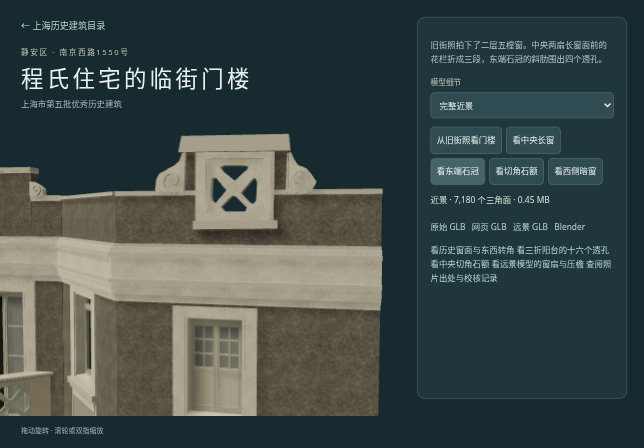 ← 上海历史建筑目录
静安区 · 南京西路1550号
程氏住宅的临街门楼
上海市第五批优秀历史建筑
拖动旋转 · 滚轮或双指缩放
旧街照拍下了二层五樘窗。中央两扇长窗面前的
花栏折成三段，东端石冠的斜肋围出四个透孔。
模型细节
完整近景
从旧街照看门楼 看中央长窗
看东端石冠 看切角石额 看西侧暗窗
近景 · 7,180 个三角面 · 0.45 MB
原始 GLB 网页 GLB 远景 GLB Blender
看历史窗面与东西转角 看三折阳台的十六个透孔
看中央切角石额 看远景模型的窗扇与压檐 查阅照
片出处与校核记录